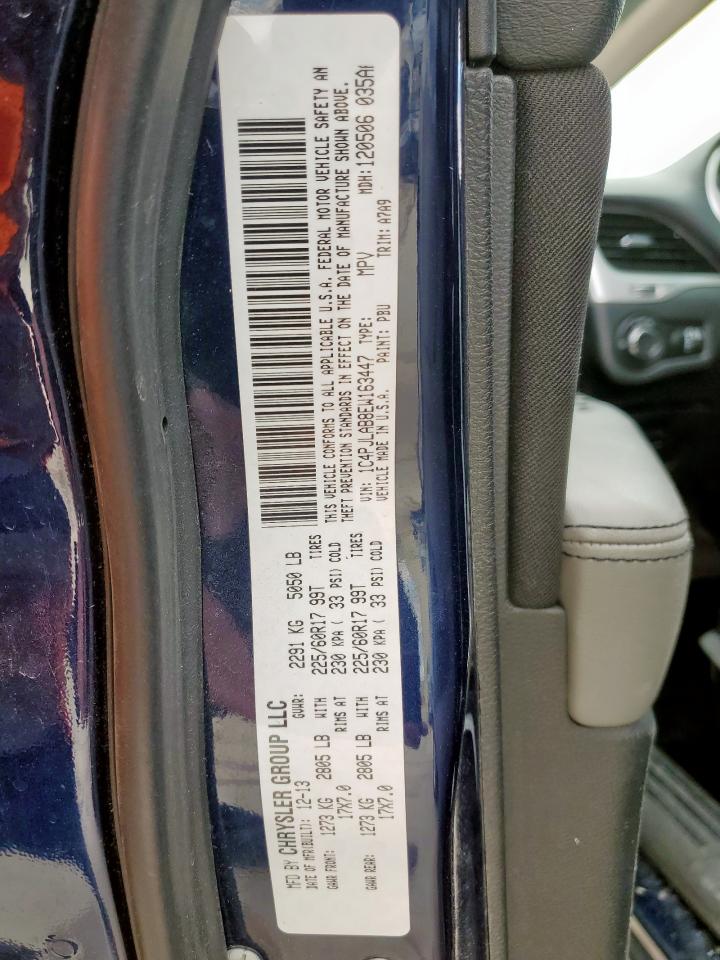 MFD BY CHRYSLER GROUP LLC
DATE OF MFR(BUILT): 12-13 GVWR: 2291 KG 5050 LB
GAWR FRONT: 1273 KG 2805 LB WITH 225/60R17 99T TIRES
17X7.0 RIMS AT 230 KPA ( 33 PSI) COLD
GAWR REAR: 1273 KG 2805 LB WITH 225/60R17 99T TIRES
17X7.0 RIMS AT 230 KPA ( 33 PSI) COLD
THIS VEHICLE CONFORMS TO ALL APPLICABLE U.S.A. FEDERAL MOTOR VEHICLE SAFETY AN
THEFT PREVENTION STANDARDS IN EFFECT ON THE DATE OF MANUFACTURE SHOWN ABOVE.
VIN: 1C4PJLAB8EW163447 TYPE: MPV MDH: 120506 035A
VEHICLE MADE IN U.S.A. PAINT: PBU TRIM: A7A9